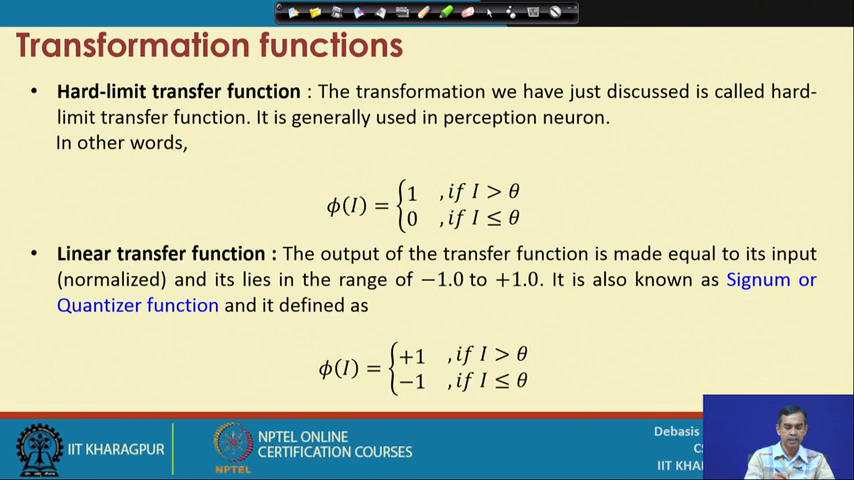 Transformation functions
• Hard-limit transfer function : The transformation we have just discussed is called hard-
limit transfer function. It is generally used in perception neuron.
In other words,
ϕ(I) = { 1 , if I > θ
0 , if I ≤ θ
• Linear transfer function : The output of the transfer function is made equal to its input
(normalized) and its lies in the range of −1.0 to +1.0. It is also known as Signum or
Quantizer function and it defined as
ϕ(I) = { +1 , if I > θ
−1 , if I ≤ θ
IIT KHARAGPUR
NPTEL
NPTEL ONLINE
CERTIFICATION COURSES
Debasis
IIT KHA